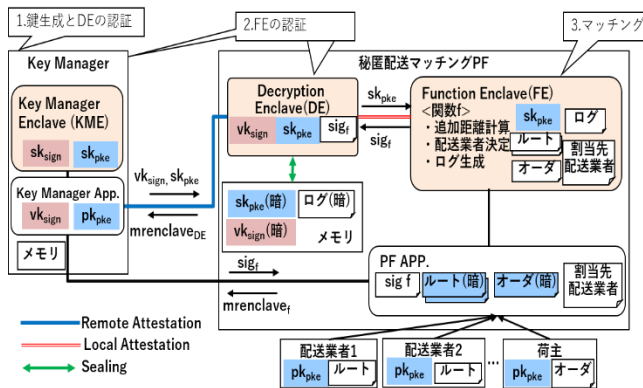 1.鍵生成とDEの認証
2.FEの認証
3.マッチング
Key Manager
秘匿配送マッチングPF
Key Manager
Enclave (KME)
sksign
skpke
Key Manager App.
vksign
pkpke
メモリ
vksign, skpke
mrenclaveDE
Decryption
Enclave(DE)
vksign
skpke
sigf
skpke
sigf
Function Enclave(FE)
<関数f>
・追加距離計算
・配送業者決定
・ログ生成
skpke
ログ
ルート
オーダ
割当先
配送業者
skpke(暗)
ログ(暗)
vksign(暗)
メモリ
sigf
mrenclavef
PF APP.
sig f
ルート(暗)
オーダ(暗)
割当先
配送業者
Remote Attestation
Local Attestation
Sealing
配送業者1
pkpke
ルート
配送業者2
pkpke
ルート
…
荷主
pkpke
オーダ